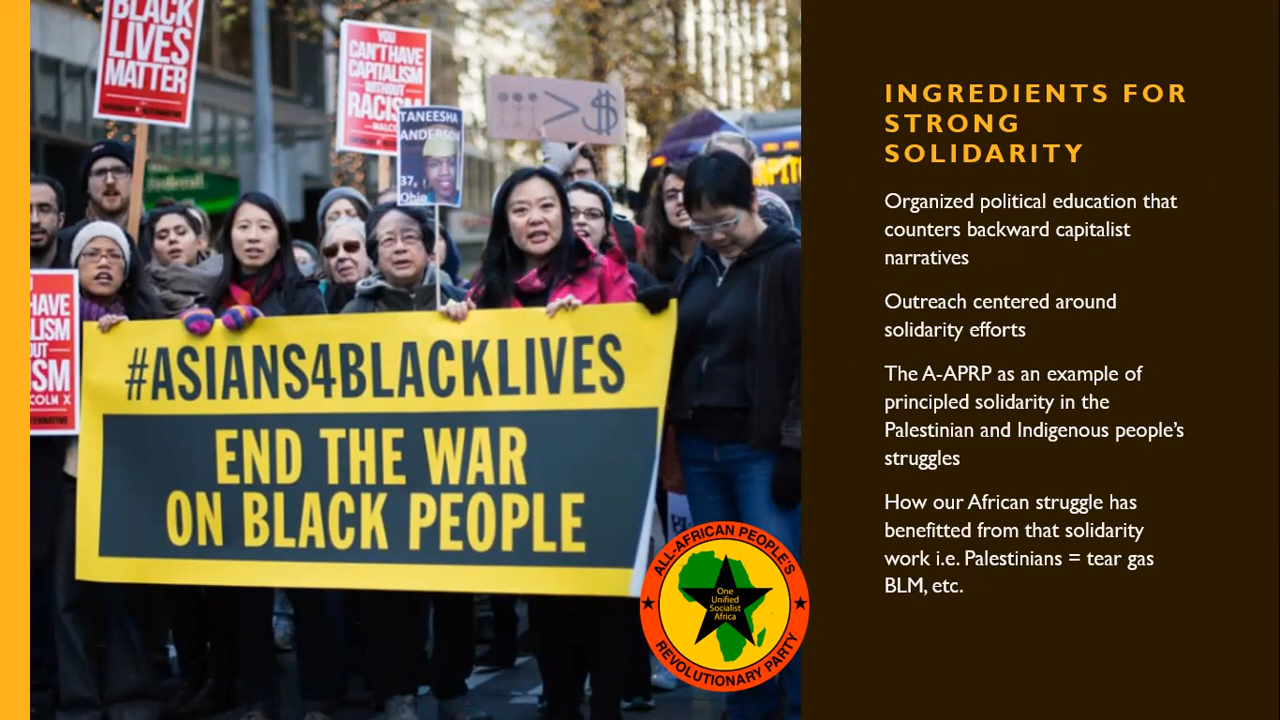 BLACK
LIVES
MATTER
YOU
CAN'T HAVE
CAPITALISM
WITHOUT
RACISM
TANEESHA
ANDERSON
37,
Ohio
> $
HAVE
LISM
OUT
SM
COLM X
#ASIANS4BLACKLIVES
END THE WAR
ON BLACK PEOPLE
ALL-AFRICAN PEOPLE'S
One
Unified
Socialist
Africa
REVOLUTIONARY PARTY
INGREDIENTS FOR
STRONG
SOLIDARITY
Organized political education that
counters backward capitalist
narratives
Outreach centered around
solidarity efforts
The A-APRP as an example of
principled solidarity in the
Palestinian and Indigenous people's
struggles
How our African struggle has
benefitted from that solidarity
work i.e. Palestinians = tear gas
BLM, etc.